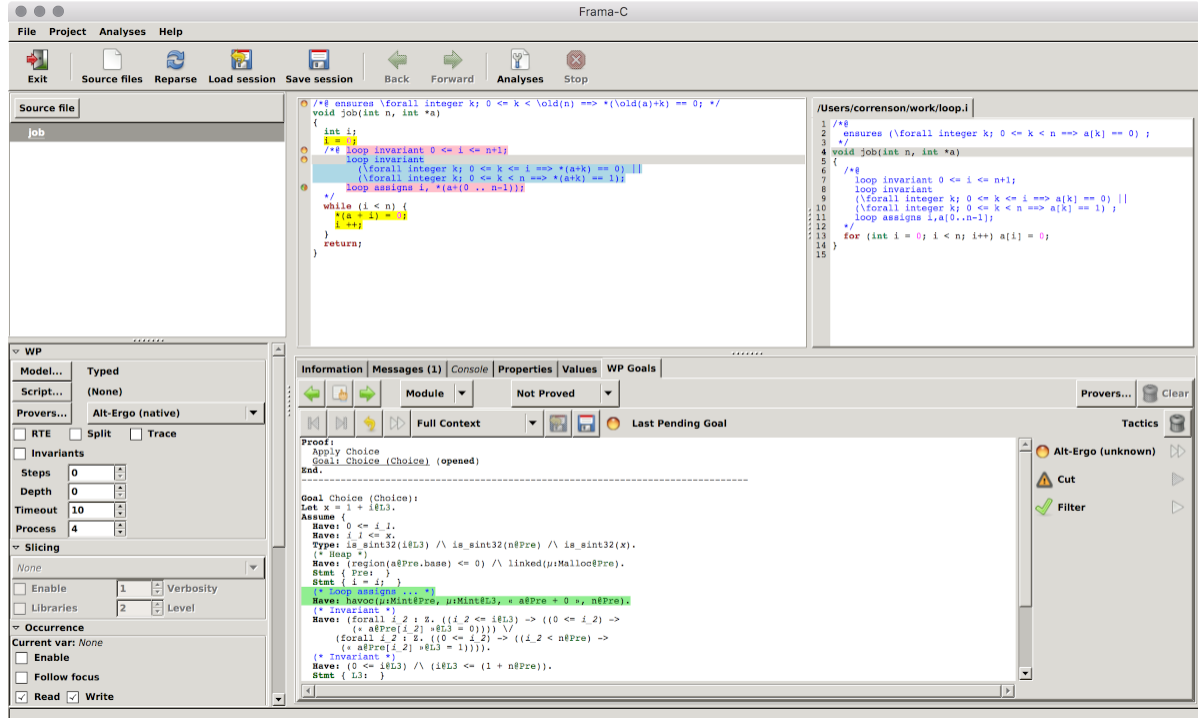 Frama-C
File Project Analyses Help
Exit Source files Reparse Load session Save session Back Forward Analyses Stop
Source file
job
/*@ ensures \forall integer k; 0 <= k < \old(n) ==> *(\old(a)+k) == 0; */
void job(int n, int *a)
{
int i;
i = 0;
/*@ loop invariant 0 <= i <= n+1;
loop invariant
(\forall integer k; 0 <= k <= i ==> *(a+k) == 0) ||
(\forall integer k; 0 <= k < n ==> *(a+k) == 1);
loop assigns i, *(a+(0 .. n-1));
*/
while (i < n) {
*(a + i) = 0;
i ++;
}
return;
}
/Users/correnson/work/loop.i
1 /*@
2 ensures (\forall integer k; 0 <= k < n ==> a[k] == 0) ;
3 */
4 void job(int n, int *a)
5 {
6 /*@
7 loop invariant 0 <= i <= n+1;
8 loop invariant
9 (\forall integer k; 0 <= k <= i ==> a[k] == 0) ||
10 (\forall integer k; 0 <= k < n ==> a[k] == 1) ;
11 loop assigns i,a[0..n-1];
12 */
13 for (int i = 0; i < n; i++) a[i] = 0;
14 }
15
WP
Model... Typed
Script... (None)
Provers... Alt-Ergo (native)
RTE Split Trace
Invariants
Steps 0
Depth 0
Timeout 10
Process 4
Slicing
None
Enable 1 Verbosity
Libraries 2 Level
Occurrence
Current var: None
Enable
Follow focus
Read Write
Information Messages (1) Console Properties Values WP Goals
Module Not Proved Provers... Clear
Full Context Last Pending Goal Tactics
Proof:
Apply Choice
Goal: Choice (Choice) (opened)
End.
--------------------------------------------------------------------------------
Goal Choice (Choice):
Let x = 1 + i@L3.
Assume {
Have: 0 <= i_1.
Have: i_1 <= x.
Type: is_sint32(i@L3) /\ is_sint32(n@Pre) /\ is_sint32(x).
(* Heap *)
Have: (region(a@Pre.base) <= 0) /\ linked(µ:Malloc@Pre).
Stmt { Pre: }
Stmt { i = i; }
(* Loop assigns ... *)
Have: havoc(µ:Mint@Pre, µ:Mint@L3, « a@Pre + 0 », n@Pre).
(* Invariant *)
Have: (forall i_2 : Z. ((i_2 <= i@L3) -> ((0 <= i_2) ->
(« a@Pre[i_2] »@L3 = 0)))) \/
(forall i_2 : Z. ((0 <= i_2) -> ((i_2 < n@Pre) ->
(« a@Pre[i_2] »@L3 = 1)))).
(* Invariant *)
Have: (0 <= i@L3) /\ (i@L3 <= (1 + n@Pre)).
Stmt { L3: }
Alt-Ergo (unknown)
Cut
Filter